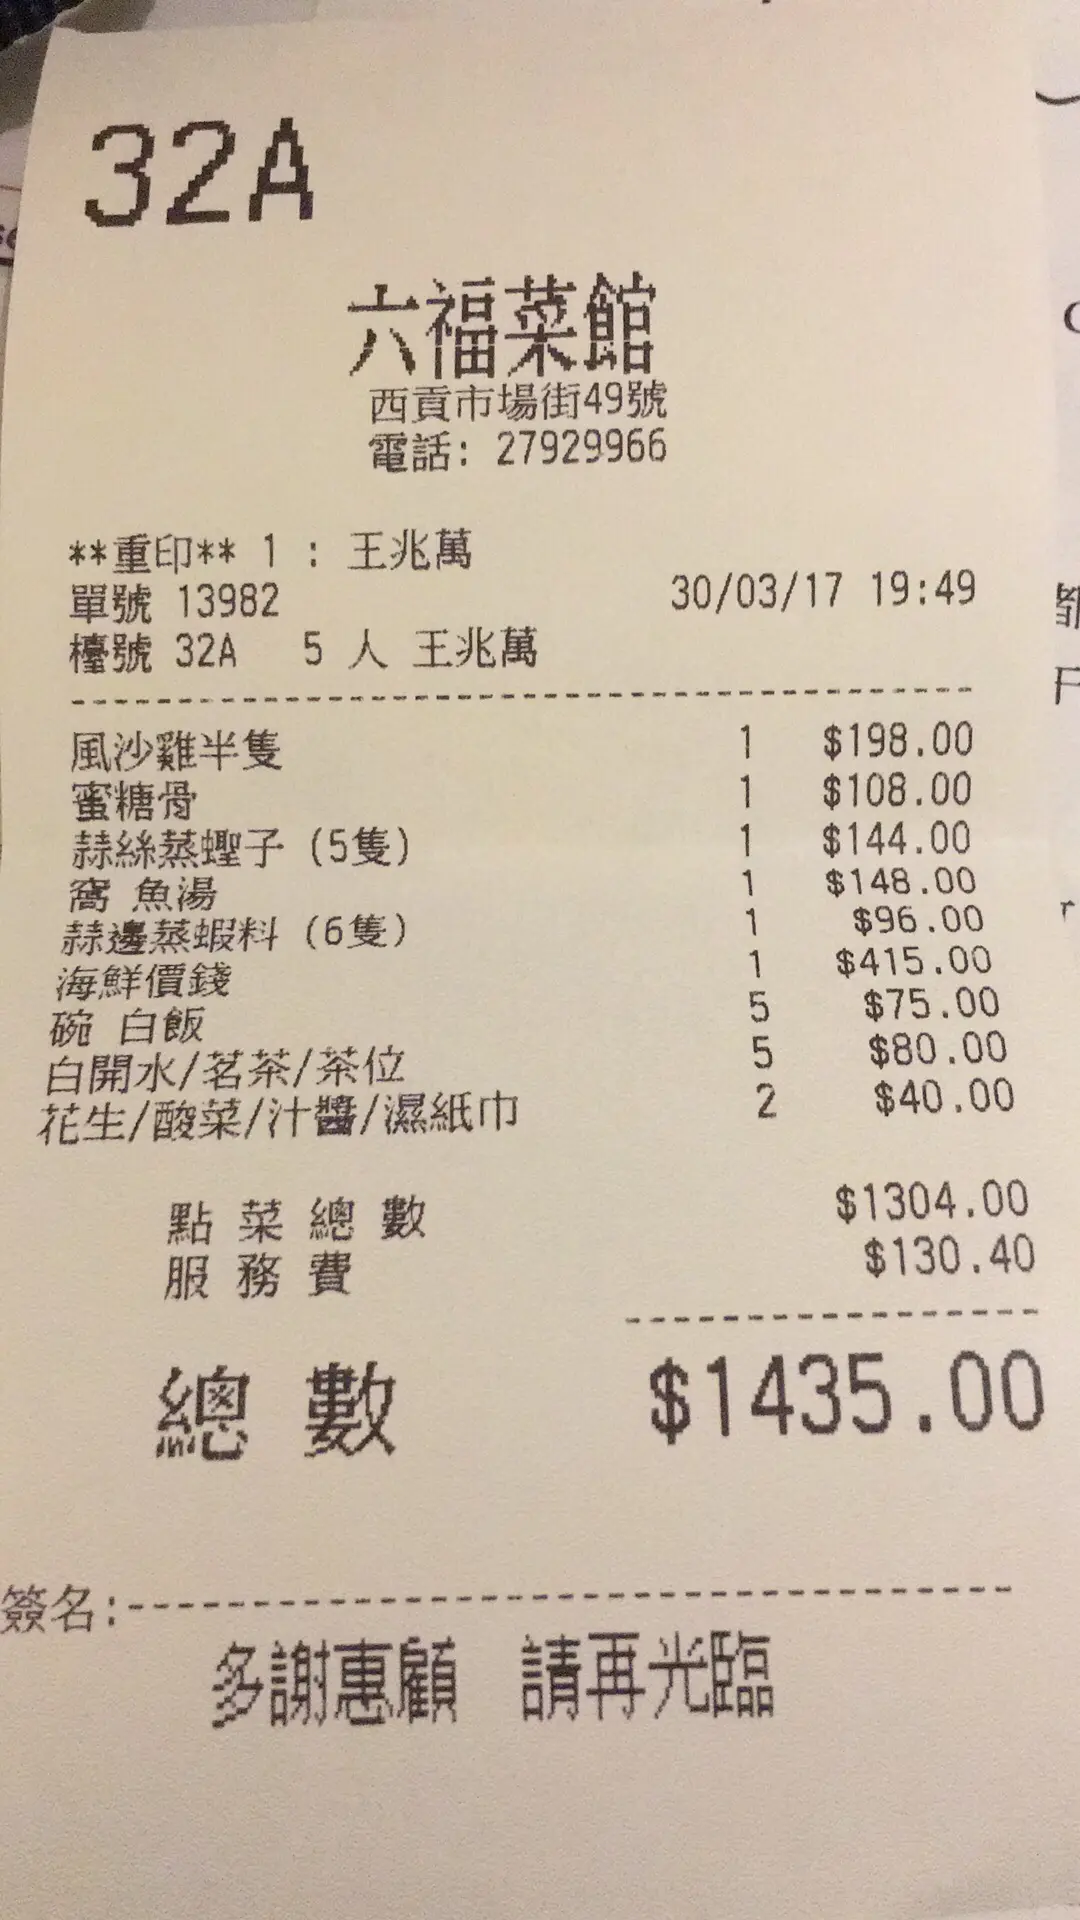 32A
六福菜館
西貢市場街49號
電話: 27929966
**重印** 1 : 王兆萬
單號 13982 30/03/17 19:49
檯號 32A 5 人 王兆萬
風沙雞半隻 1 $198.00
蜜糖骨 1 $108.00
蒜絲蒸蟶子 (5隻) 1 $144.00
窩 魚湯 1 $148.00
蒜邊蒸蝦料 (6隻) 1 $96.00
海鮮價錢 1 $415.00
碗 白飯 5 $75.00
白開水/茗茶/茶位 5 $80.00
花生/酸菜/汁醬/濕紙巾 2 $40.00
點菜總數 $1304.00
服務費 $130.40
總數 $1435.00
簽名:
多謝惠顧 請再光臨